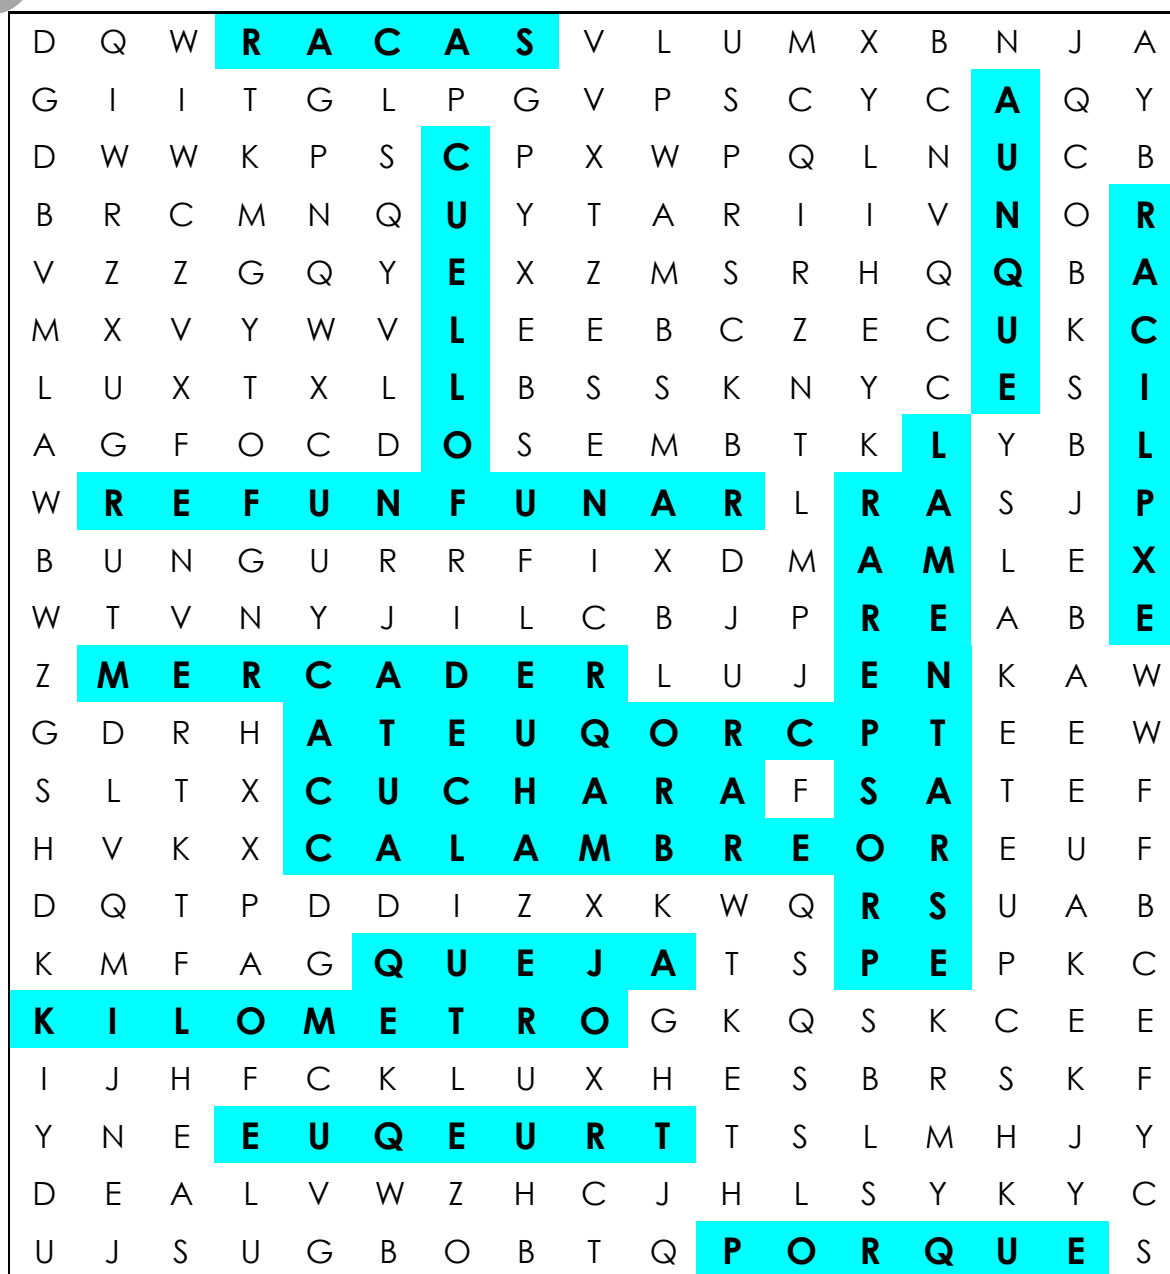 D Q W R A C A S V L U M X B N J A
G I I T G L P G V P S C Y C A Q Y
D W W K P S C P X W P Q L N U C B
B R C M N Q U Y T A R I I V N O R
V Z Z G Q Y E X Z M S R H Q Q B A
M X V Y W V L E E B C Z E C U K C
L U X T X L L B S S K N Y C E S I
A G F O C D O S E M B T K L Y B L
W R E F U N F U N A R L R A S J P
B U N G U R R F I X D M A M L E X
W T V N Y J I L C B J P R E A B E
Z M E R C A D E R L U J E N K A W
G D R H A T E U Q O R C P T E E W
S L T X C U C H A R A F S A T E F
H V K X C A L A M B R E O R E U F
D Q T P D D I Z X K W Q R S U A B
K M F A G Q U E J A T S P E P K C
K I L O M E T R O G K Q S K C E E
I J H F C K L U X H E S B R S K F
Y N E E U Q E U R T T S L M H J Y
D E A L V W Z H C J H L S Y K Y C
U J S U G B O B T Q P O R Q U E S